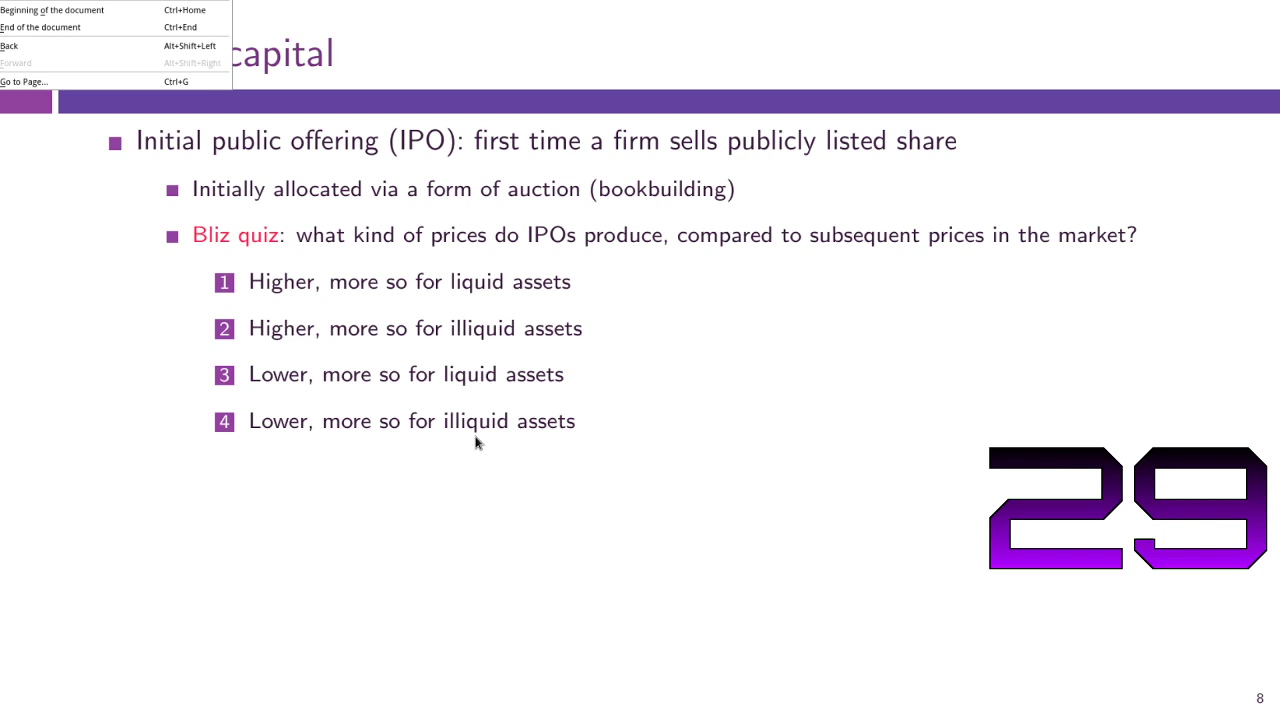 Beginning of the document Ctrl+Home
End of the document Ctrl+End
Back Alt+Shift+Left
Forward Alt+Shift+Right
Go to Page... Ctrl+G
capital
Initial public offering (IPO): first time a firm sells publicly listed share
Initially allocated via a form of auction (bookbuilding)
Bliz quiz: what kind of prices do IPOs produce, compared to subsequent prices in the market?
1 Higher, more so for liquid assets
2 Higher, more so for illiquid assets
3 Lower, more so for liquid assets
4 Lower, more so for illiquid assets
29
8